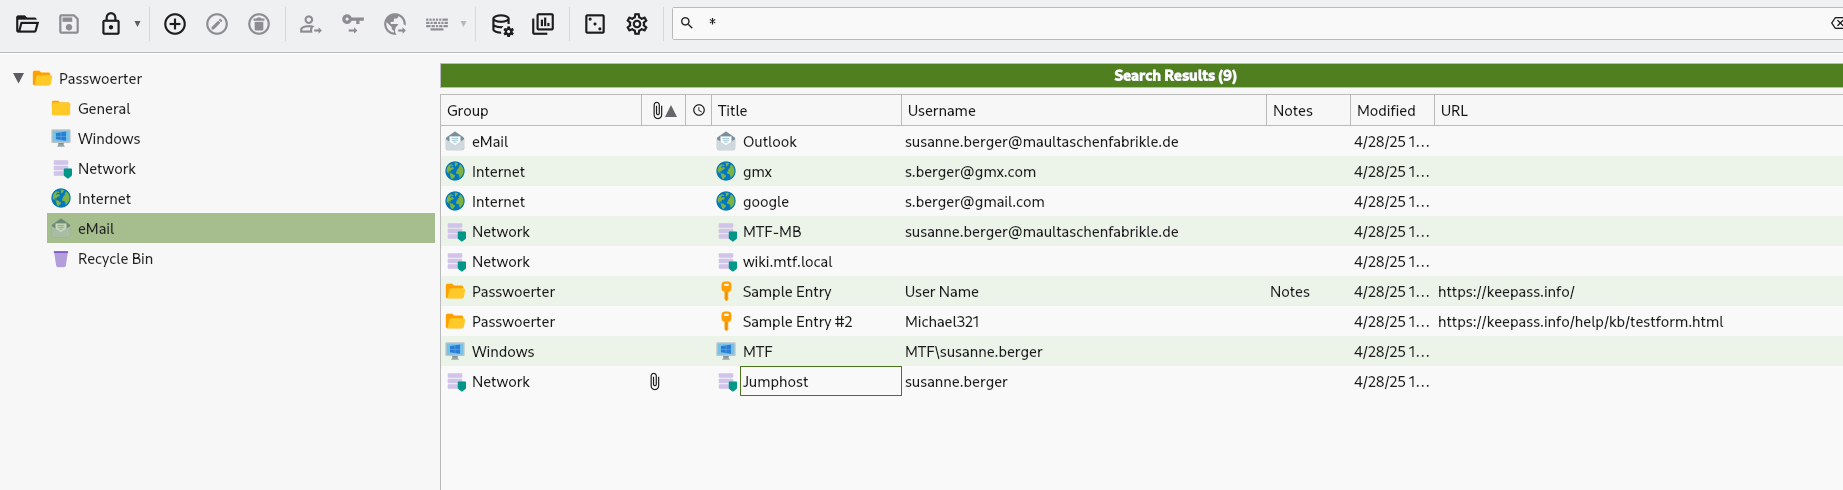 *
Passwoerter
General
Windows
Network
Internet
eMail
Recycle Bin
Search Results (9)
Group Title Username Notes Modified URL
eMail Outlook susanne.berger@maultaschenfabrikle.de 4/28/25 1...
Internet gmx s.berger@gmx.com 4/28/25 1...
Internet google s.berger@gmail.com 4/28/25 1...
Network MTF-MB susanne.berger@maultaschenfabrikle.de 4/28/25 1...
Network wiki.mtf.local 4/28/25 1...
Passwoerter Sample Entry User Name Notes 4/28/25 1... https://keepass.info/
Passwoerter Sample Entry #2 Michael321 4/28/25 1... https://keepass.info/help/kb/testform.html
Windows MTF MTF\susanne.berger 4/28/25 1...
Network Jumphost susanne.berger 4/28/25 1...